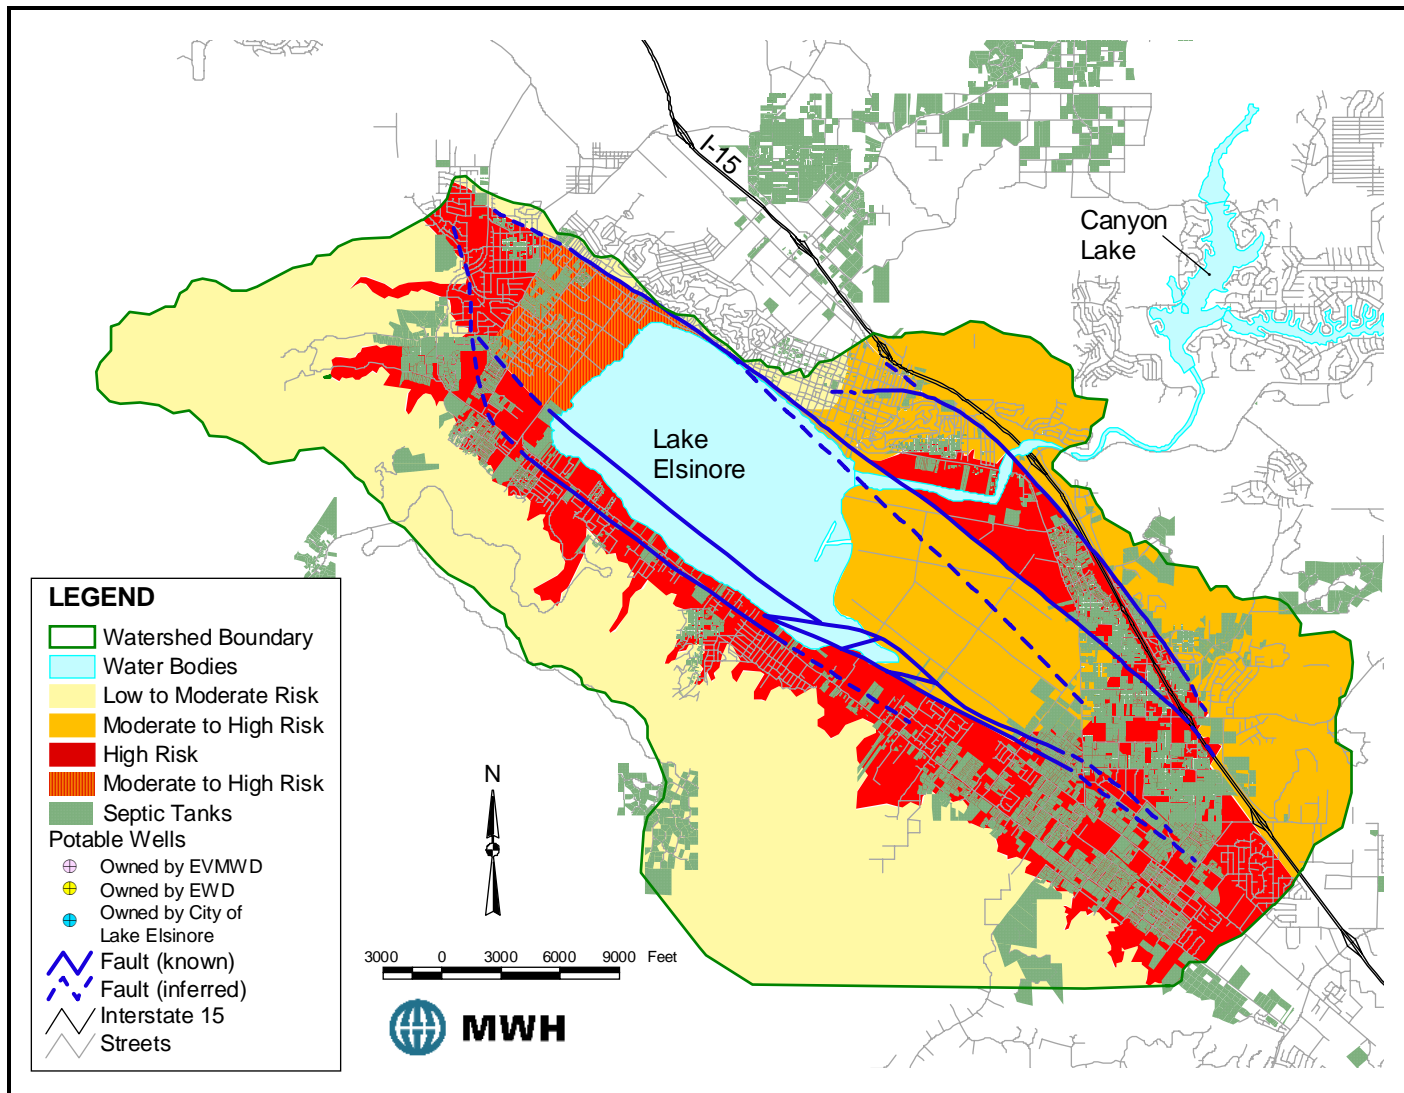 I-15
Canyon
Lake
Lake
Elsinore
LEGEND
Watershed Boundary
Water Bodies
Low to Moderate Risk
Moderate to High Risk
High Risk
Moderate to High Risk
Septic Tanks
Potable Wells
Owned by EVMWD
Owned by EWD
Owned by City of
Lake Elsinore
Fault (known)
Fault (inferred)
Interstate 15
Streets
N
3000 0 3000 6000 9000 Feet
MWH